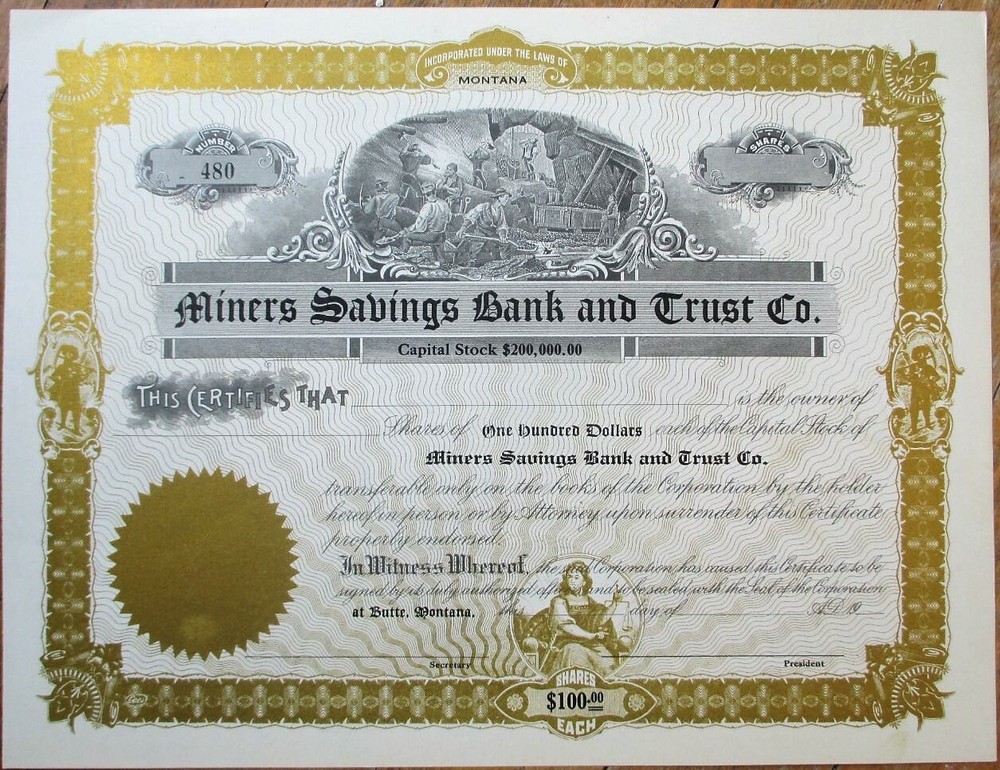 INCORPORATED UNDER THE LAWS OF
MONTANA
NUMBER
480
SHARES
Miners Savings Bank and Trust Co.
Capital Stock $200,000.00
THIS CERTIFIES THAT is the owner of
Shares of One Hundred Dollars each of the Capital Stock of
Miners Savings Bank and Trust Co.
transferable only on the books of the Corporation by the holder
hereof in person or by Attorney upon surrender of this Certificate
properly endorsed.
In Witness Whereof, the said Corporation has caused this Certificate to be
signed by its duly authorized officers and to be sealed with the Seal of the Corporation
at Butte, Montana, this day of A.D. 19
Secretary President
SHARES
$100.00
EACH